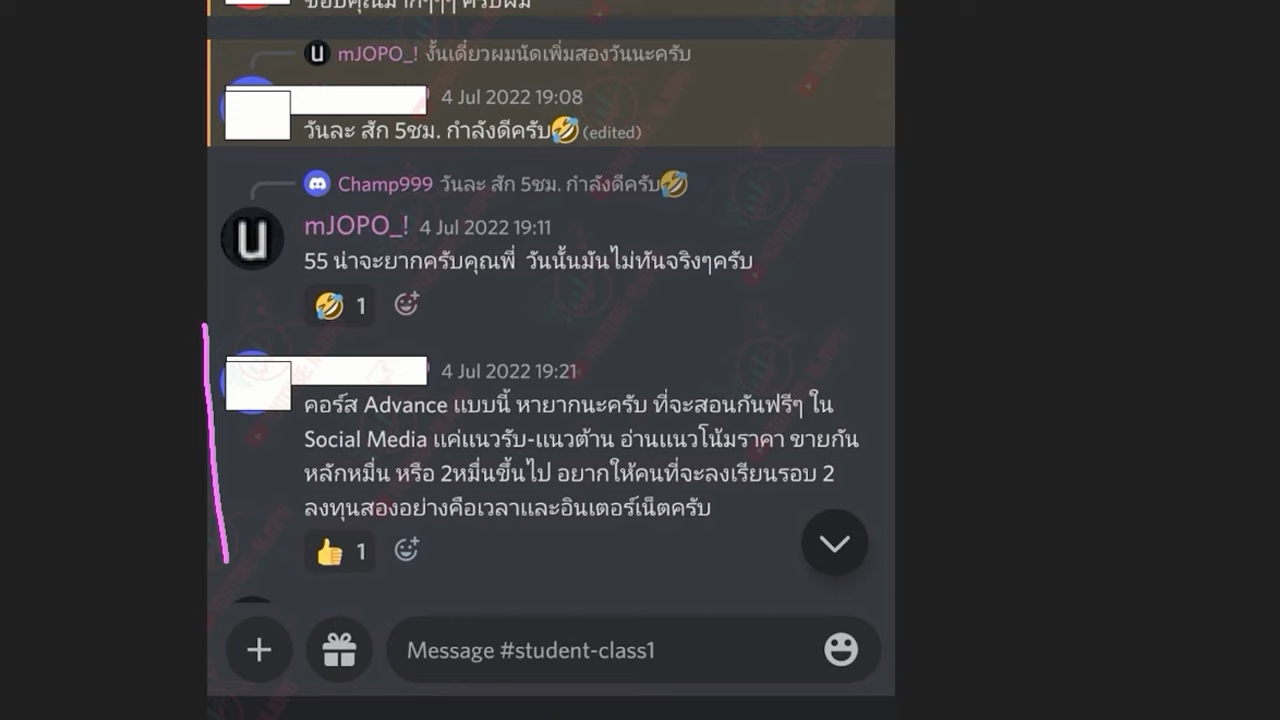 ขอบคุณมากๆๆๆ ครับผม
mJOPO_! งั้นเดี๋ยวผมนัดเพิ่มสองวันนะครับ
4 Jul 2022 19:08
วันละ สัก 5ชม. กำลังดีครับ🤣 (edited)
Champ999 วันละ สัก 5ชม. กำลังดีครับ🤣
mJOPO_! 4 Jul 2022 19:11
55 น่าจะยากครับคุณพี่ วันนั้นมันไม่ทันจริงๆครับ
🤣 1
4 Jul 2022 19:21
คอร์ส Advance แบบนี้ หายากนะครับ ที่จะสอนกันฟรีๆ ใน
Social Media แค่แนวรับ-แนวต้าน อ่านแนวโน้มราคา ขายกัน
หลักหมื่น หรือ 2หมื่นขึ้นไป อยากให้คนที่จะลงเรียนรอบ 2
ลงทุนสองอย่างคือเวลาและอินเตอร์เน็ตครับ
👍 1
Message #student-class1